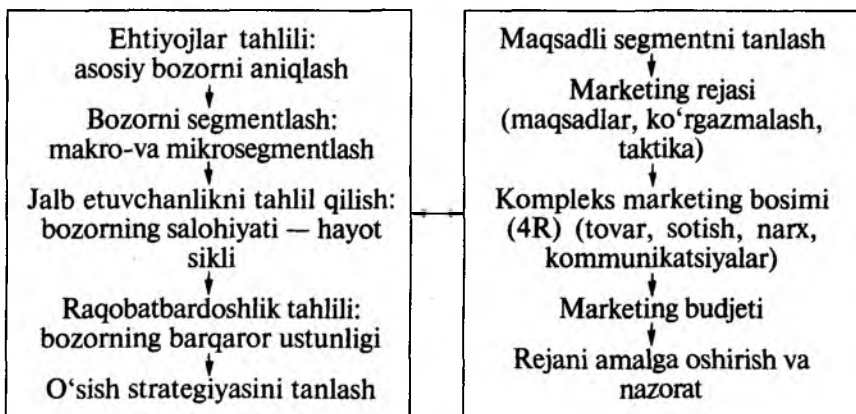 Ehtiyojlar tahlili:
asosiy bozorni aniqlash
Bozorni segmentlash:
makro-va mikrosegmentlash
Jalb etuvchanlikni tahlil qilish:
bozorning salohiyati — hayot
sikli
Raqobatbardoshlik tahlili:
bozorning barqaror ustunligi
O‘sish strategiyasini tanlash
Maqsadli segmentni tanlash
Marketing rejasi
(maqsadlar, ko‘rgazmalash,
taktika)
Kompleks marketing bosimi
(4R) (tovar, sotish, narx,
kommunikatsiyalar)
Marketing budjeti
Rejani amalga oshirish va
nazorat